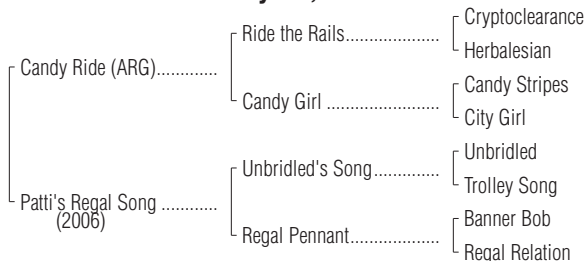 Cryptoclearance
Ride the Rails....................
Herbalesian
Candy Ride (ARG).............
Candy Stripes
Candy Girl ........................
City Girl
Unbridled
Unbridled's Song..............
Trolley Song
Patti's Regal Song ............
(2006)
Banner Bob
Regal Pennant...................
Regal Relation